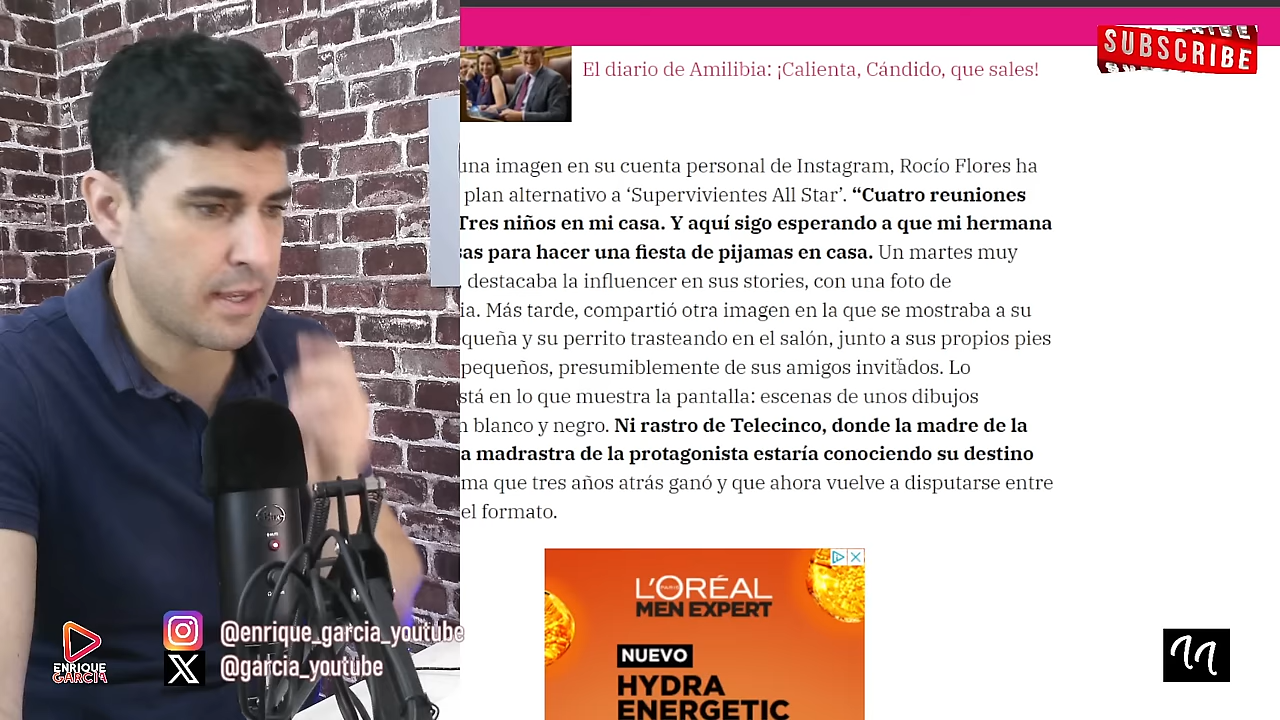 SUBSCRIBE
El diario de Amilibia: ¡Calienta, Cándido, que sales!
una imagen en su cuenta personal de Instagram, Rocío Flores ha
plan alternativo a ‘Supervivientes All Star’. “Cuatro reuniones
Tres niños en mi casa. Y aquí sigo esperando a que mi hermana
sas para hacer una fiesta de pijamas en casa. Un martes muy
destacaba la influencer en sus stories, con una foto de
ia. Más tarde, compartió otra imagen en la que se mostraba a su
queña y su perrito trasteando en el salón, junto a sus propios pies
pequeños, presumiblemente de sus amigos invitados. Lo
stá en lo que muestra la pantalla: escenas de unos dibujos
n blanco y negro. Ni rastro de Telecinco, donde la madre de la
a madrastra de la protagonista estaría conociendo su destino
ma que tres años atrás ganó y que ahora vuelve a disputarse entre
el formato.
L'ORÉAL
PARIS
MEN EXPERT
NUEVO
HYDRA
ENERGETIC
ENRIQUE
GARCIA
@enrique_garcia_youtube
@garcia_youtube